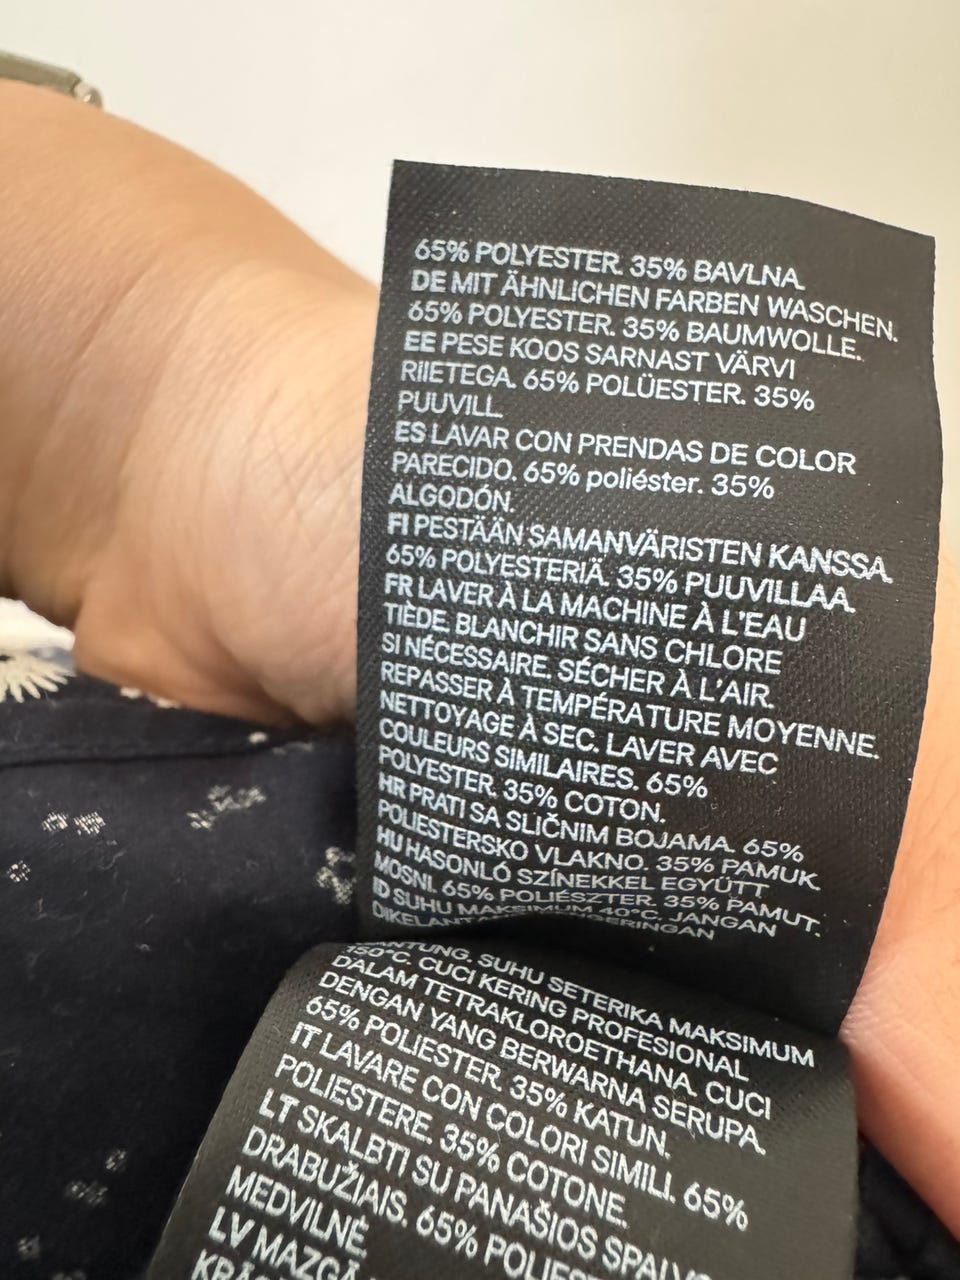 65% POLYESTER. 35% BAVLNA.
DE MIT ÄHNLICHEN FARBEN WASCHEN.
65% POLYESTER. 35% BAUMWOLLE.
EE PESE KOOS SARNAST VÄRVI
RIIETEGA. 65% POLÜESTER. 35%
PUUVILL.
ES LAVAR CON PRENDAS DE COLOR
PARECIDO. 65% poliéster. 35%
ALGODÓN.
FI PESTÄÄN SAMANVÄRISTEN KANSSA.
65% POLYESTERIÄ. 35% PUUVILLAA.
FR LAVER À LA MACHINE À L'EAU
TIÈDE. BLANCHIR SANS CHLORE
SI NÉCESSAIRE. SÉCHER À L'AIR.
REPASSER À TEMPÉRATURE MOYENNE.
NETTOYAGE À SEC. LAVER AVEC
COULEURS SIMILAIRES. 65%
POLYESTER. 35% COTON.
HR PRATI SA SLIČNIM BOJAMA. 65%
POLIESTERSKO VLAKNO. 35% PAMUK.
HU HASONLÓ SZÍNEKKEL EGYÜTT
MOSNI. 65% POLIÉSZTER. 35% PAMUT.
ID SUHU MAKSIMUM 40°C. JANGAN
SUHU SETERIKA MAKSIMUM
150°C. CUCI KERING PROFESIONAL
DALAM TETRAKLOROETHANA. CUCI
DENGAN YANG BERWARNA SERUPA.
65% POLIESTER. 35% KATUN.
IT LAVARE CON COLORI SIMILI. 65%
POLIESTERE. 35% COTONE.
LT SKALBTI SU PANAŠIOS
DRABUŽIAIS. 65%
MEDVILNĖ.
LV